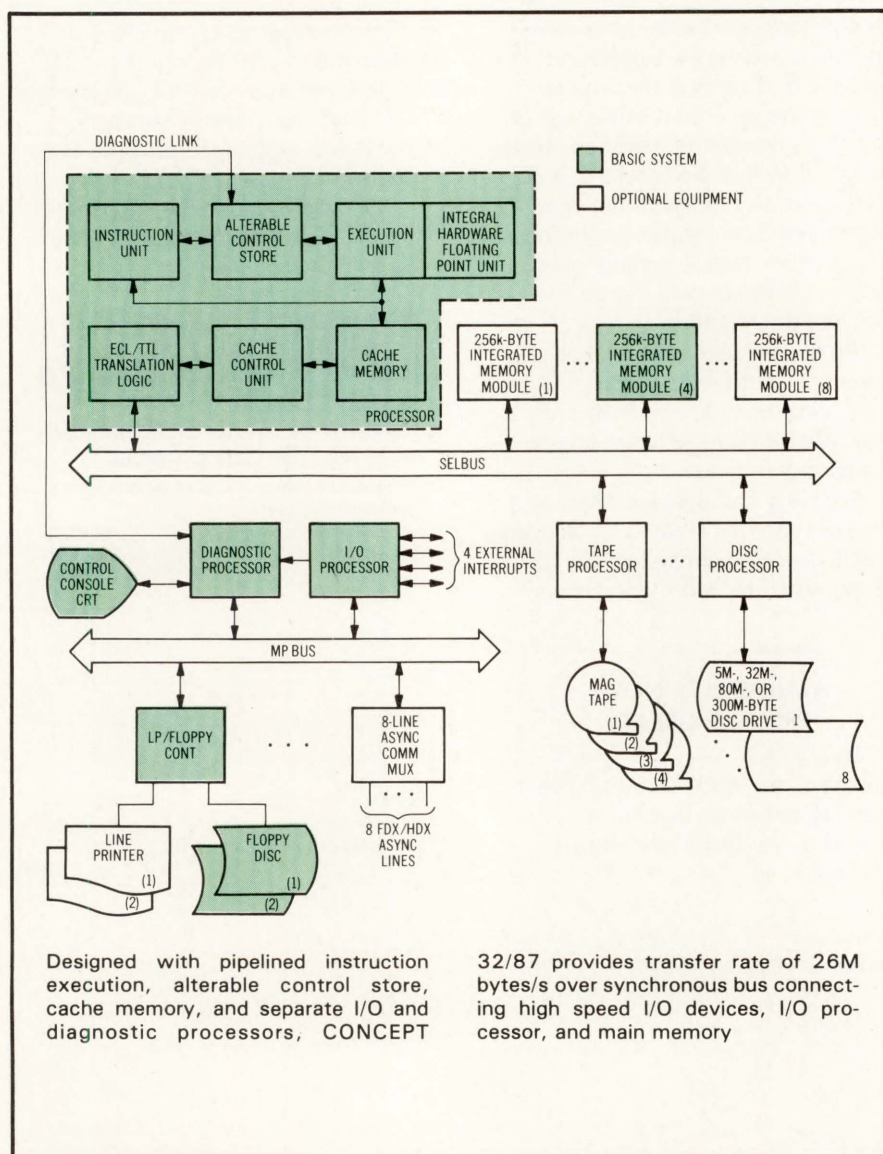 DIAGNOSTIC LINK
BASIC SYSTEM
OPTIONAL EQUIPMENT
INSTRUCTION
UNIT
ALTERABLE
CONTROL
STORE
EXECUTION
UNIT
INTEGRAL
HARDWARE
FLOATING
POINT UNIT
ECL/TTL
TRANSLATION
LOGIC
CACHE
CONTROL
UNIT
CACHE
MEMORY
PROCESSOR
256k-BYTE
INTEGRATED
MEMORY
MODULE (1)
...
256k-BYTE
INTEGRATED
MEMORY
MODULE (4)
...
256k-BYTE
INTEGRATED
MEMORY
MODULE (8)
SELBUS
DIAGNOSTIC
PROCESSOR
I/O
PROCESSOR
4 EXTERNAL
INTERRUPTS
TAPE
PROCESSOR
...
DISC
PROCESSOR
CONTROL
CONSOLE
CRT
MP BUS
LP/FLOPPY
CONT
...
8-LINE
ASYNC
COMM
MUX
...
8 FDX/HDX
ASYNC
LINES
MAG
TAPE
(1)
(2)
(3)
(4)
5M-, 32M-,
80M-, OR
300M-BYTE
DISC DRIVE 1
8
LINE
PRINTER
(1)
(2)
FLOPPY
DISC
(1)
(2)
Designed with pipelined instruction
execution, alterable control store,
cache memory, and separate I/O and
diagnostic processors, CONCEPT
32/87 provides transfer rate of 26M
bytes/s over synchronous bus connect-
ing high speed I/O devices, I/O pro-
cessor, and main memory